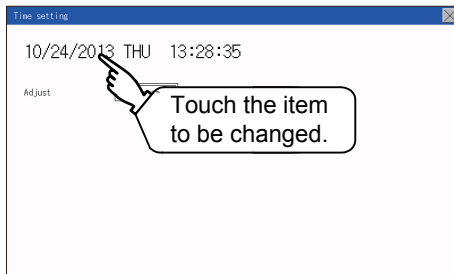 Time setting
10/24/2013 THU 13:28:35
Adjust
Touch the item
to be changed.